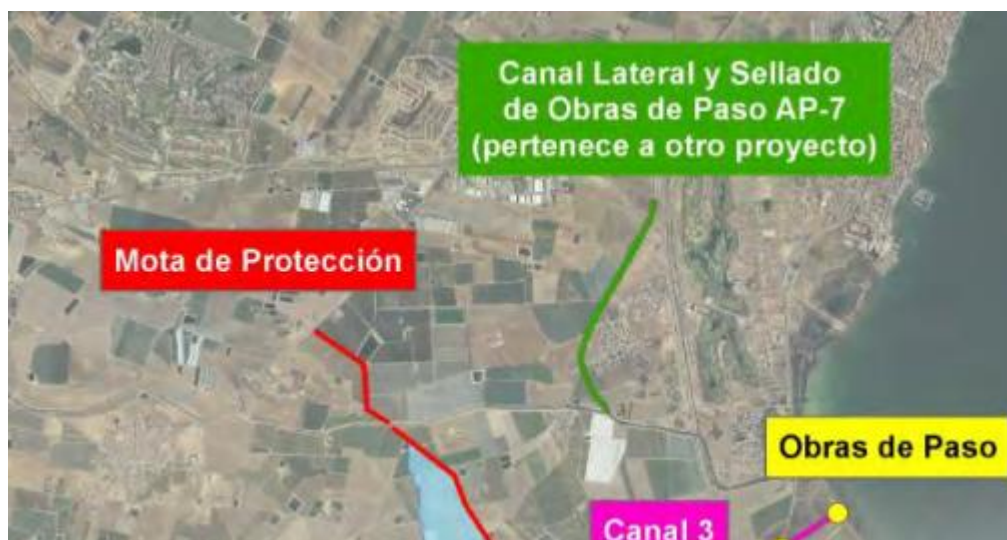 Canal Lateral y Sellado
de Obras de Paso AP-7
(pertenece a otro proyecto)
Mota de Protección
Obras de Paso
Canal 3